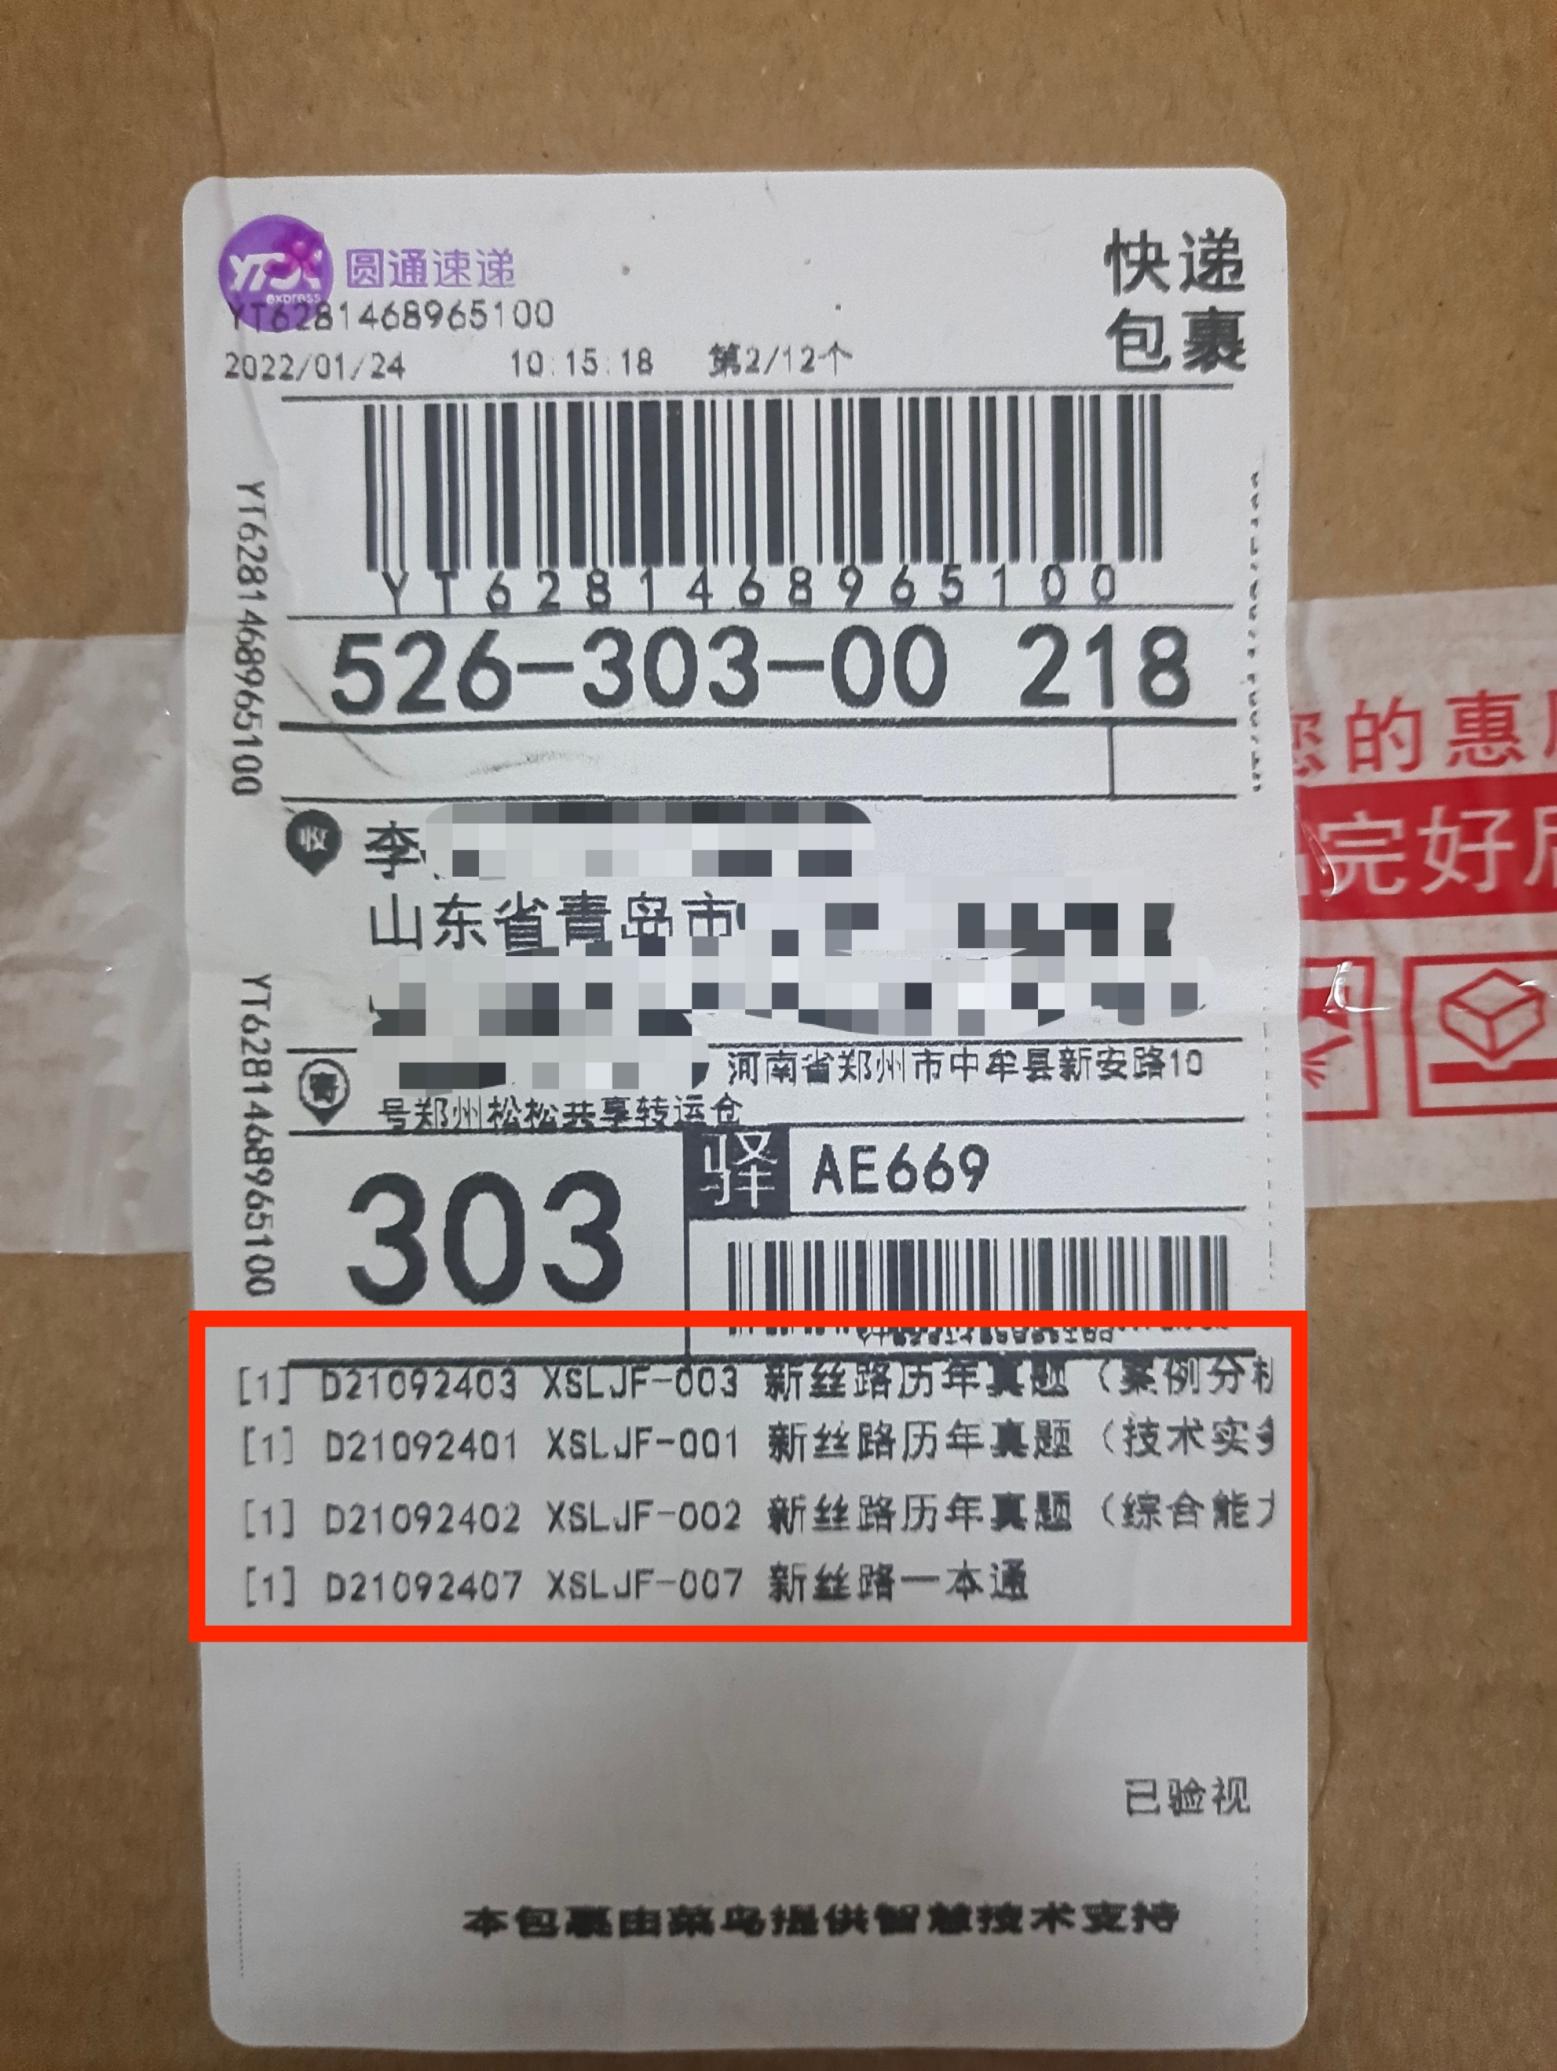 YTO express 圆通速递
快递包裹
YT6281468965100
2022/01/24 10:15:18 第2/12个
YT6281468965100
526-303-00 218
YT6281468965100
李
山东省青岛市
寄 河南省郑州市中牟县新安路10
号郑州松松共享转运仓
YT6281468965100
303
驿 AE669
[1] D21092403 XSLJF-003 新丝路历年真题（案例分析
[1] D21092401 XSLJF-001 新丝路历年真题（技术实务
[1] D21092402 XSLJF-002 新丝路历年真题（综合能力
[1] D21092407 XSLJF-007 新丝路一本通
已验视
本包裹由菜鸟提供智慧技术支持
您的惠
完好